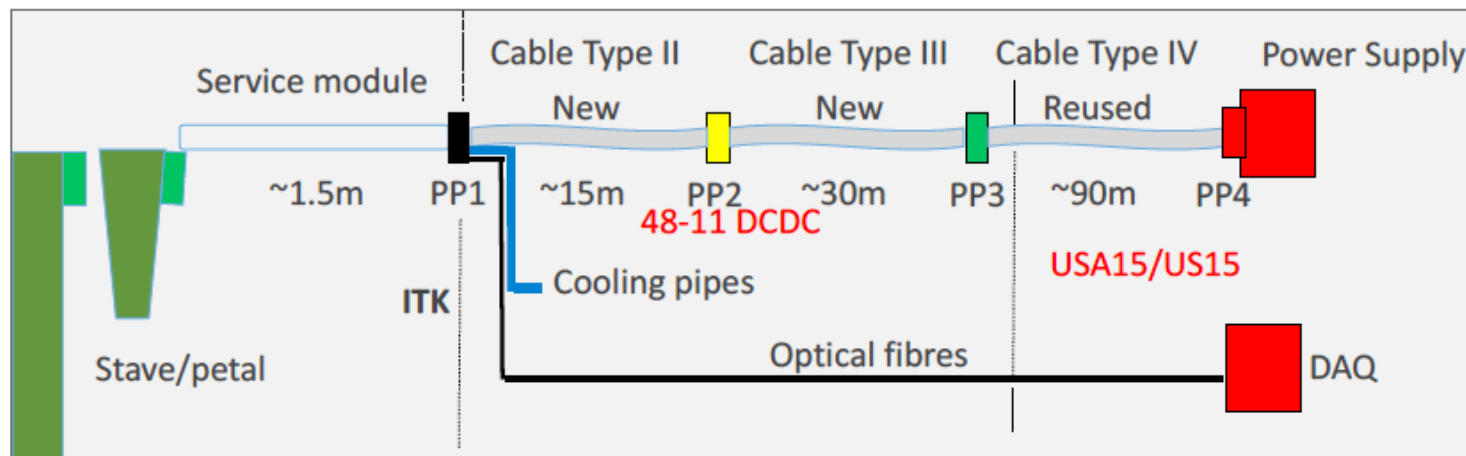 Cable Type II
Cable Type III
Cable Type IV
Power Supply
Service module
New
New
Reused
~1.5m
PP1
~15m
PP2
~30m
PP3
~90m
PP4
48-11 DCDC
USA15/US15
Cooling pipes
ITK
Optical fibres
Stave/petal
DAQ